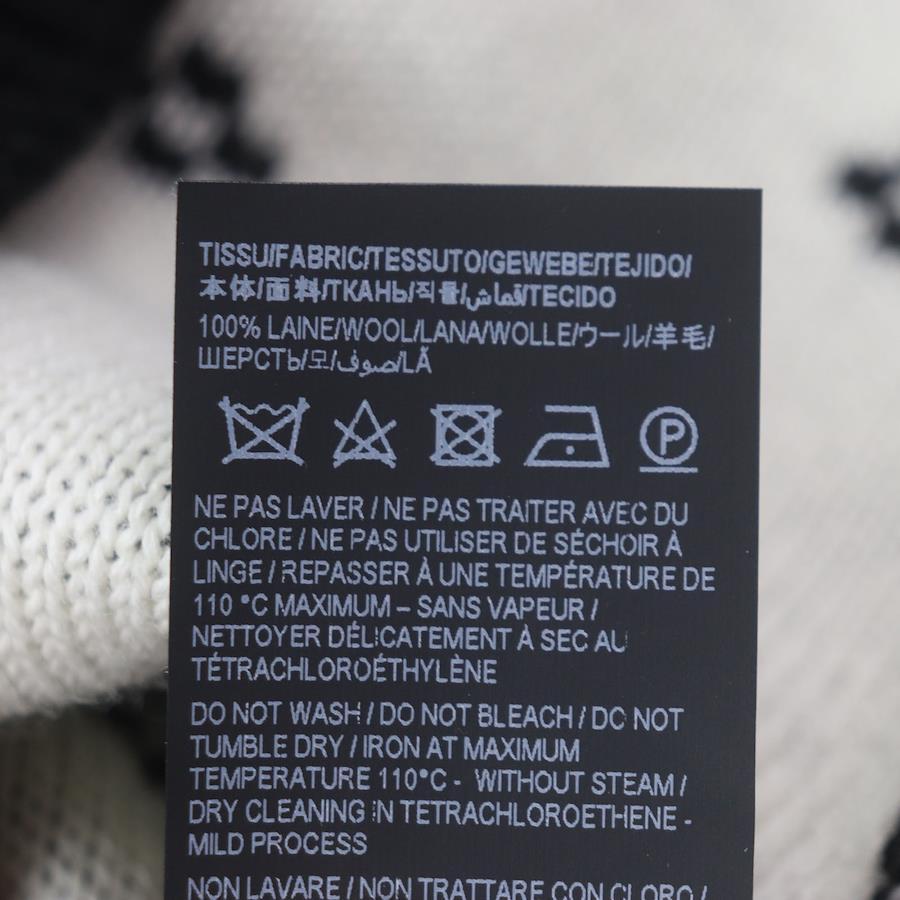 TISSU/FABRIC/TESSUTO/GEWEBE/TEJIDO/
本体/面料/ТКАНЬ/직물/قماش/TECIDO
100% LAINE/WOOL/LANA/WOLLE/ウール/羊毛/
ШЕРСТЬ/모/صوف/LÃ
P
NE PAS LAVER / NE PAS TRAITER AVEC DU
CHLORE / NE PAS UTILISER DE SÉCHOIR À
LINGE / REPASSER À UNE TEMPÉRATURE DE
110 °C MAXIMUM – SANS VAPEUR /
NETTOYER DÉLICATEMENT À SEC AU
TÉTRACHLOROÉTHYLÈNE
DO NOT WASH / DO NOT BLEACH / DO NOT
TUMBLE DRY / IRON AT MAXIMUM
TEMPERATURE 110°C - WITHOUT STEAM /
DRY CLEANING IN TETRACHLOROETHENE -
MILD PROCESS
NON LAVARE / NON TRATTARE CON CLORO /